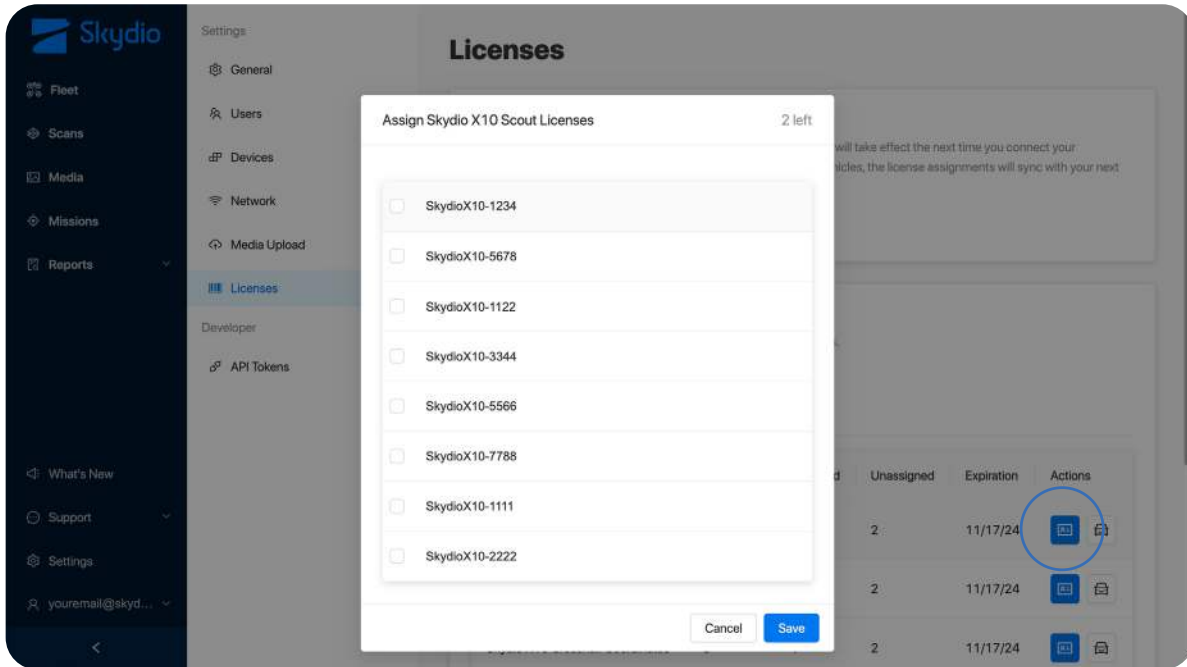 Skydio
Fleet
Scans
Media
Missions
Reports
What's New
Support
Settings
youremail@skyd...
Settings
General
Users
Devices
Network
Media Upload
Licenses
Developer
API Tokens
Licenses
will take effect the next time you connect your
hicles, the license assignments will sync with your next
Assign Skydio X10 Scout Licenses
2 left
SkydioX10-1234
SkydioX10-5678
SkydioX10-1122
SkydioX10-3344
SkydioX10-5566
SkydioX10-7788
SkydioX10-1111
SkydioX10-2222
Cancel Save
d Unassigned Expiration Actions
2 11/17/24
2 11/17/24
2 11/17/24